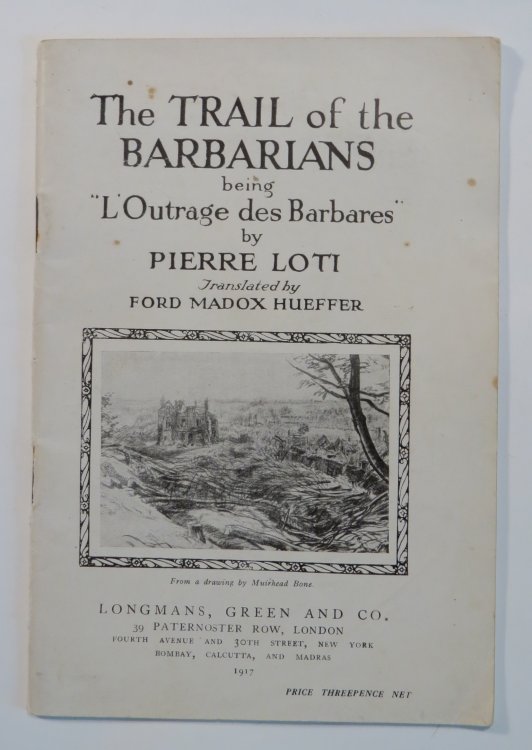 The TRAIL of the
BARBARIANS
being
"L'Outrage des Barbares"
by
PIERRE LOTI
Translated by
FORD MADOX HUEFFER
From a drawing by Muirhead Bone.
LONGMANS, GREEN AND CO.
39 PATERNOSTER ROW, LONDON
FOURTH AVENUE AND 30TH STREET, NEW YORK
BOMBAY, CALCUTTA, AND MADRAS
1917
PRICE THREEPENCE NET